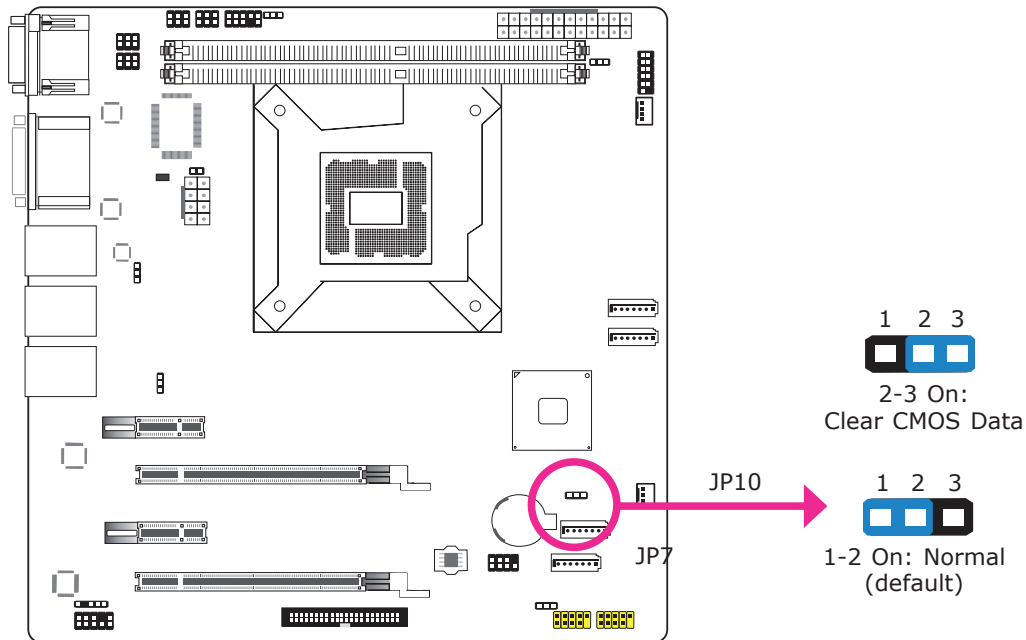 1 2 3
2-3 On:
Clear CMOS Data
JP10
JP7
1 2 3
1-2 On: Normal
(default)